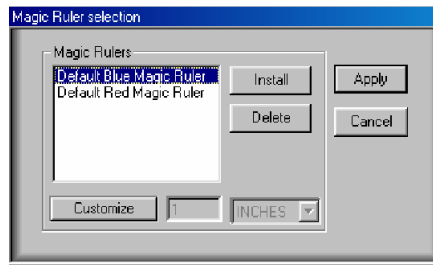 Magic Ruler selection
Magic Rulers
Default Blue Magic Ruler
Default Red Magic Ruler
Install
Delete
Apply
Cancel
Customize
1
INCHES